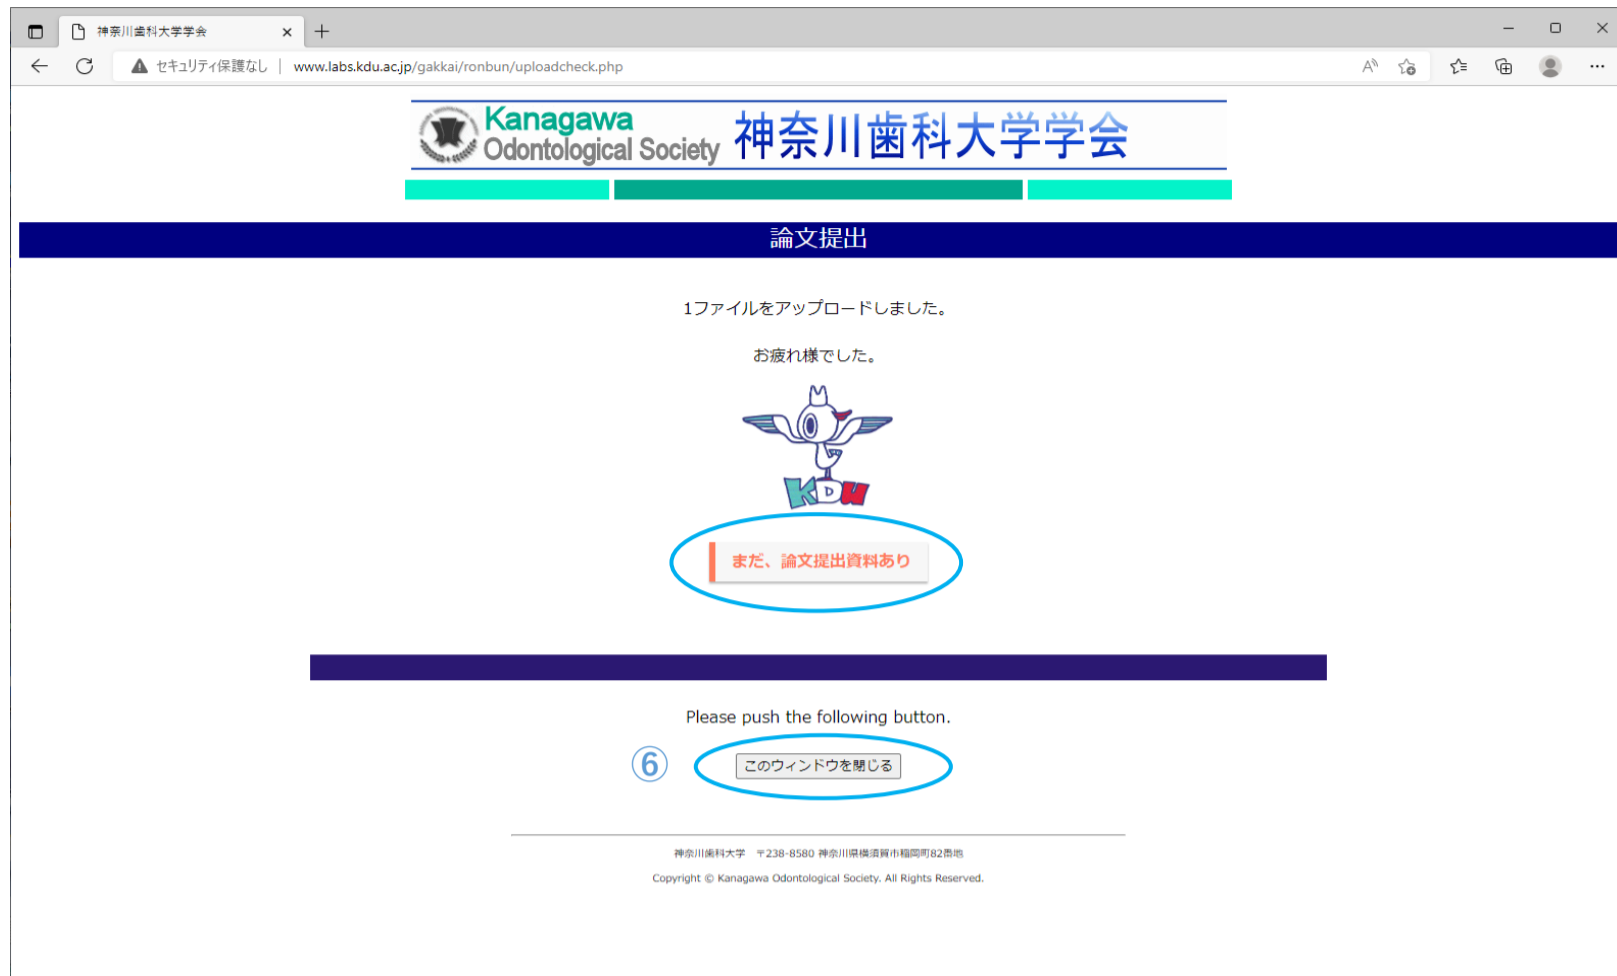 神奈川歯科大学学会
セキュリティ保護なし | www.labs.kdu.ac.jp/gakkai/ronbun/uploadcheck.php
Kanagawa
Odontological Society
神奈川歯科大学学会
論文提出
1ファイルをアップロードしました。
お疲れ様でした。
KDU
まだ、論文提出資料あり
Please push the following button.
⑥
このウィンドウを閉じる
神奈川歯科大学 〒238-8580 神奈川県横須賀市稲岡町82番地
Copyright © Kanagawa Odontological Society. All Rights Reserved.